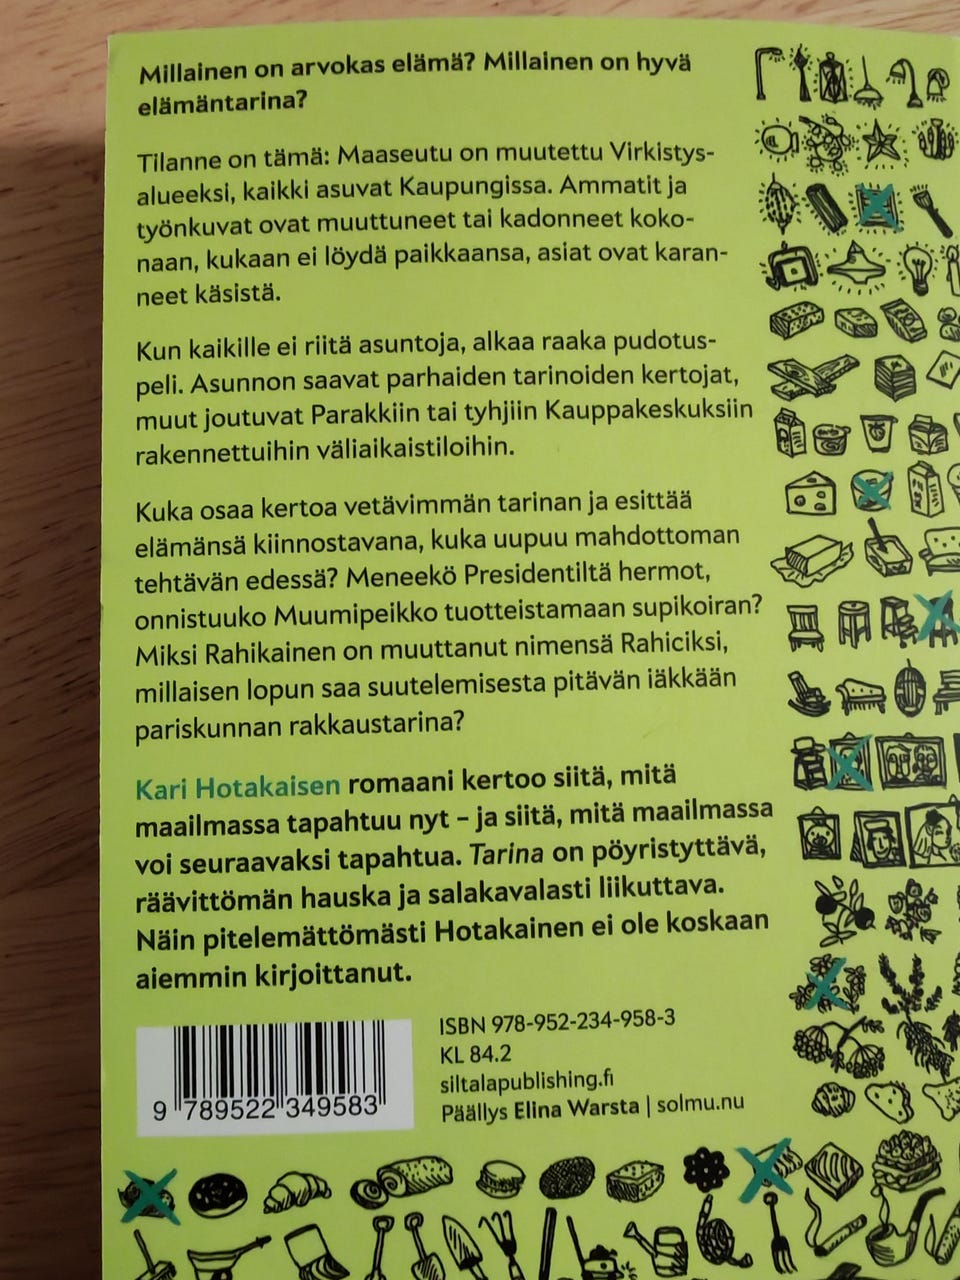 Millainen on arvokas elämä? Millainen on hyvä
elämäntarina?
Tilanne on tämä: Maaseutu on muutettu Virkistys-
alueeksi, kaikki asuvat Kaupungissa. Ammatit ja
työnkuvat ovat muuttuneet tai kadonneet koko-
naan, kukaan ei löydä paikkaansa, asiat ovat karan-
neet käsistä.
Kun kaikille ei riitä asuntoja, alkaa raaka pudotus-
peli. Asunnon saavat parhaiden tarinoiden kertojat,
muut joutuvat Parakkiin tai tyhjiin Kauppakeskuksiin
rakennettuihin väliaikaistiloihin.
Kuka osaa kertoa vetävimmän tarinan ja esittää
elämänsä kiinnostavana, kuka uupuu mahdottoman
tehtävän edessä? Meneekö Presidentiltä hermot,
onnistuuko Muumipeikko tuotteistamaan supikoiran?
Miksi Rahikainen on muuttanut nimensä Rahiciksi,
millaisen lopun saa suutelemisesta pitävän iäkkään
pariskunnan rakkaustarina?
Kari Hotakaisen romaani kertoo siitä, mitä
maailmassa tapahtuu nyt – ja siitä, mitä maailmassa
voi seuraavaksi tapahtua. Tarina on pöyristyttävä,
räävittömän hauska ja salakavalasti liikuttava.
Näin pitelemättömästi Hotakainen ei ole koskaan
aiemmin kirjoittanut.
ISBN 978-952-234-958-3
KL 84.2
siltalapublishing.fi
Päällys Elina Warsta | solmu.nu
9 789522 349583